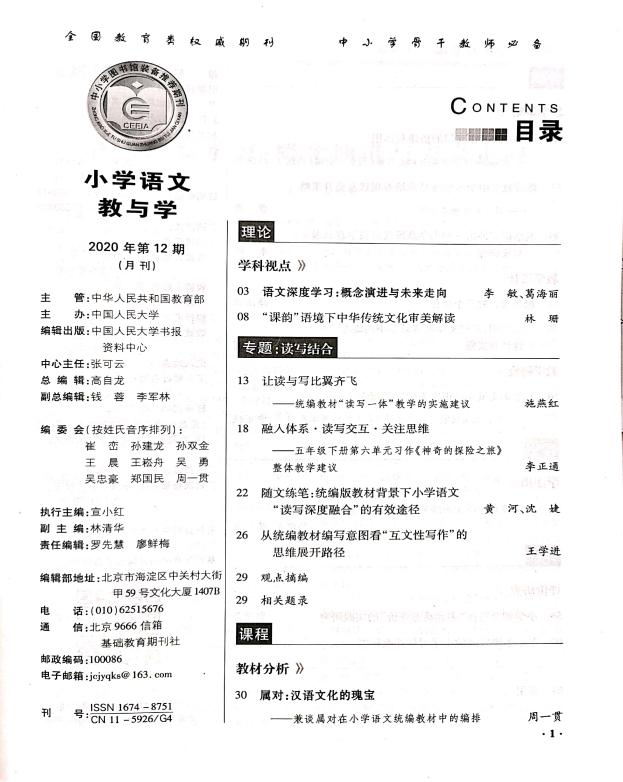 全国教育类权威期刊　中小学骨干教师必备
中小学图书馆装备推荐期刊
CEFIA
小学语文
教与学
2020 年第 12 期
(月刊)
主　管:中华人民共和国教育部
主　办:中国人民大学
编辑出版:中国人民大学书报
资料中心
中心主任:张可云
总 编 辑:高自龙
副总编辑:钱　蓉　李军林
编 委 会(按姓氏音序排列):
崔　峦　孙建龙　孙双金
王　晨　王崧舟　吴　勇
吴忠豪　郑国民　周一贯
执行主编:宣小红
副 主 编:林清华
责任编辑:罗先慧　廖鲜梅
编辑部地址:北京市海淀区中关村大街
甲 59 号文化大厦 1407B
电　话:(010)62515676
通　信:北京 9666 信箱
基础教育期刊社
邮政编码:100086
电子邮箱:jcjyqks@163.com
刊　号:ISSN 1674-8751
CN 11-5926/G4
CONTENTS
目录
理论
学科视点 》
03 语文深度学习:概念演进与未来走向　李　敏、葛海丽
08 “课韵”语境下中华传统文化审美解读　林　珊
专题:读写结合
13 让读与写比翼齐飞
——统编教材“读写一体”教学的实施建议　施燕红
18 融入体系·读写交互·关注思维
——五年级下册第六单元习作《神奇的探险之旅》
整体教学建议　李正通
22 随文练笔:统编版教材背景下小学语文
“读写深度融合”的有效途径　黄　河、沈　婕
26 从统编教材编写意图看“互文性写作”的
思维展开路径　王学进
29 观点摘编
29 相关题录
课程
教材分析 》
30 属对:汉语文化的瑰宝
——兼谈属对在小学语文统编教材中的编排　周一贯
·1·